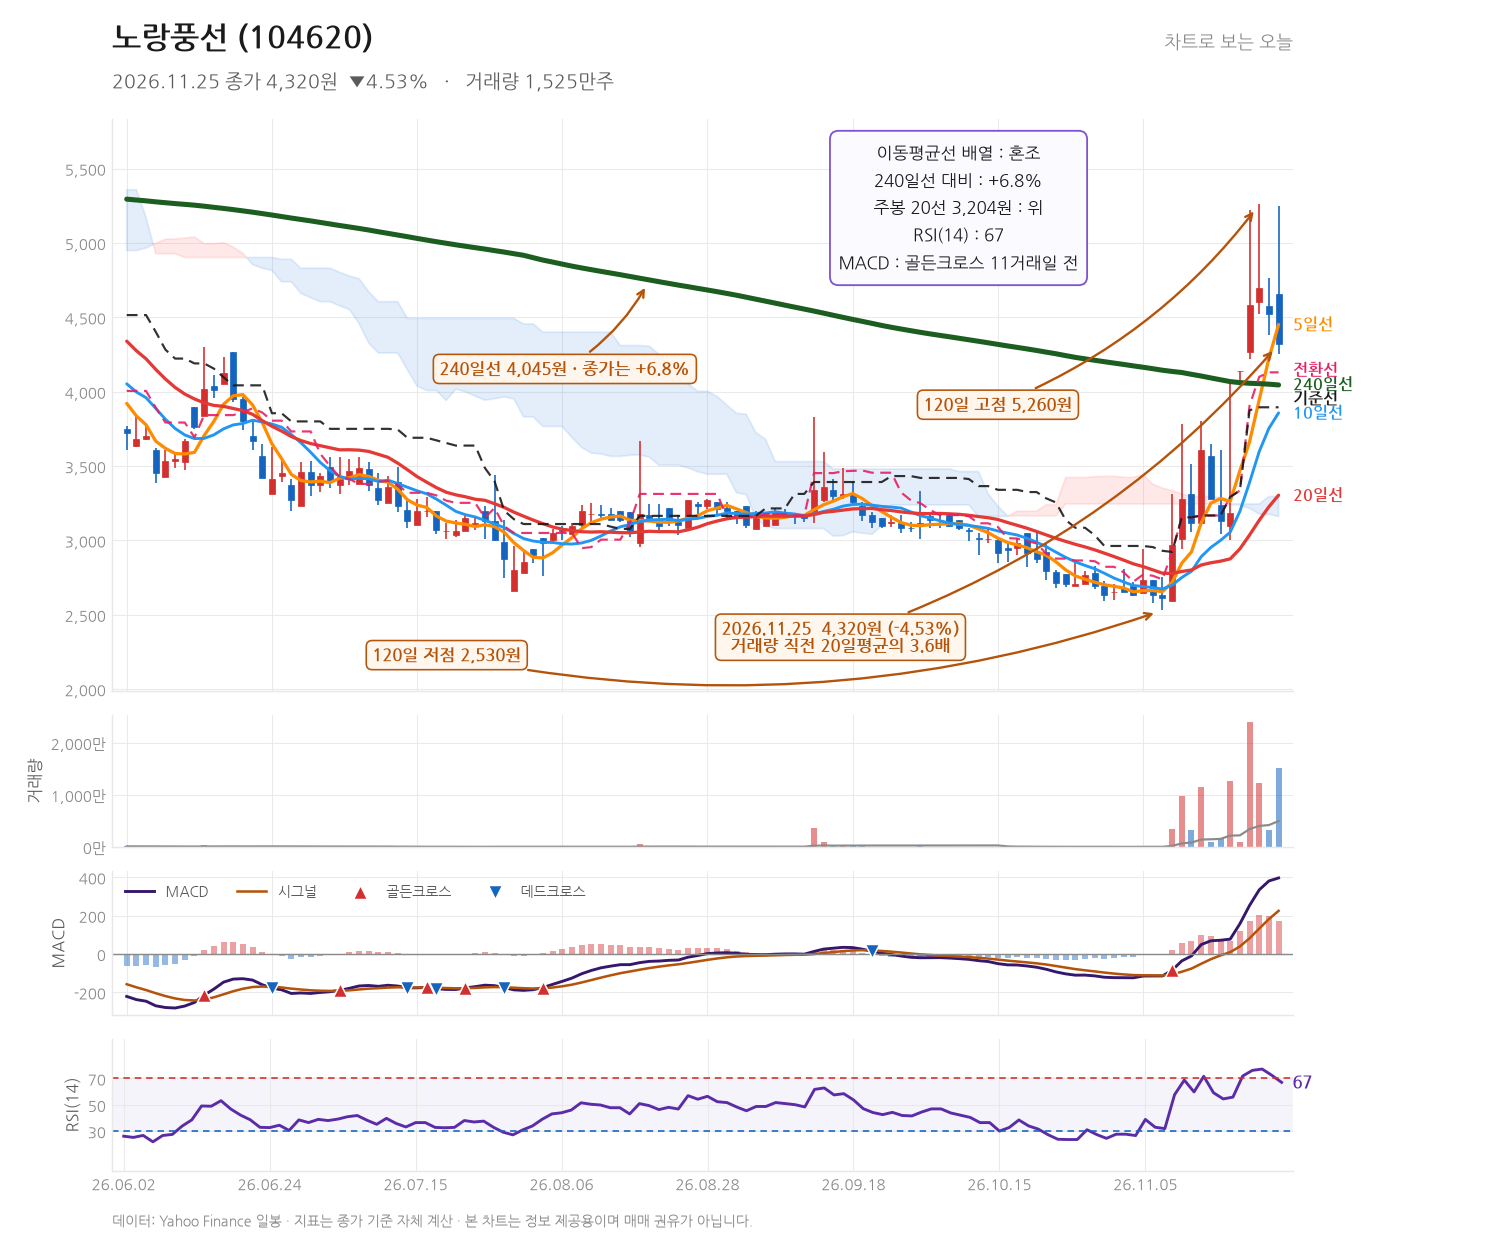 노랑풍선 (104620)
차트로 보는 오늘
2026.11.25 종가 4,320원 ▼4.53% · 거래량 1,525만주
이동평균선 배열 : 혼조
240일선 대비 : +6.8%
주봉 20선 3,204원 : 위
RSI(14) : 67
MACD : 골든크로스 11거래일 전
5,500
5,000
4,500
4,000
3,500
3,000
2,500
2,000
240일선 4,045원 · 종가는 +6.8%
120일 고점 5,260원
2026.11.25 4,320원 (-4.53%)
거래량 직전 20일평균의 3.6배
120일 저점 2,530원
5일선
전환선
240일선
기준선
10일선
20일선
거래량
2,000만
1,000만
0만
MACD
400
200
0
-200
MACD
시그널
골든크로스
데드크로스
RSI(14)
70
50
30
67
26.06.02
26.06.24
26.07.15
26.08.06
26.08.28
26.09.18
26.10.15
26.11.05
데이터: Yahoo Finance 일봉 · 지표는 종가 기준 자체 계산 · 본 차트는 정보 제공용이며 매매 권유가 아닙니다.